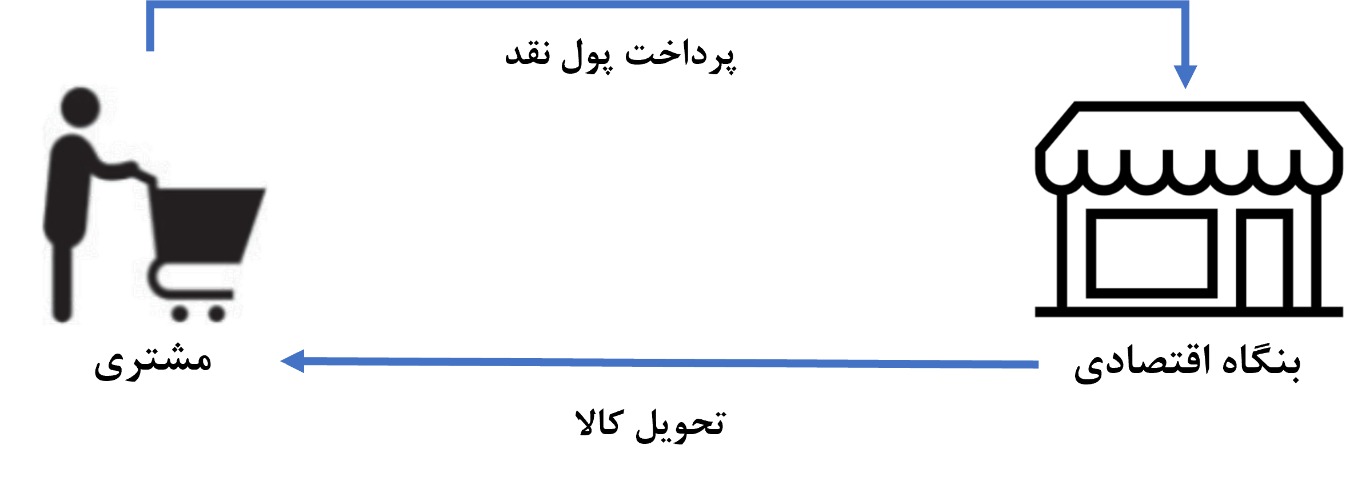 پرداخت پول نقد
بنگاه اقتصادی
مشتری
تحویل کالا